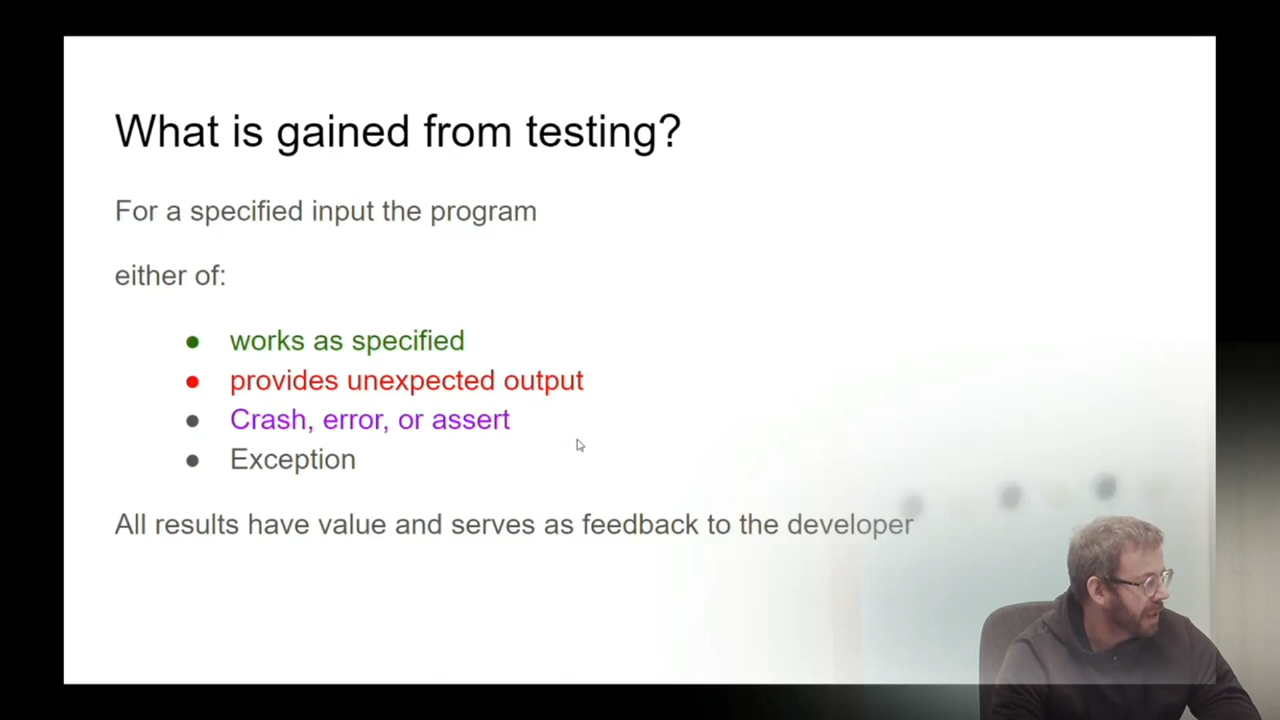 What is gained from testing?
For a specified input the program
either of:
● works as specified
● provides unexpected output
● Crash, error, or assert
● Exception
All results have value and serves as feedback to the developer